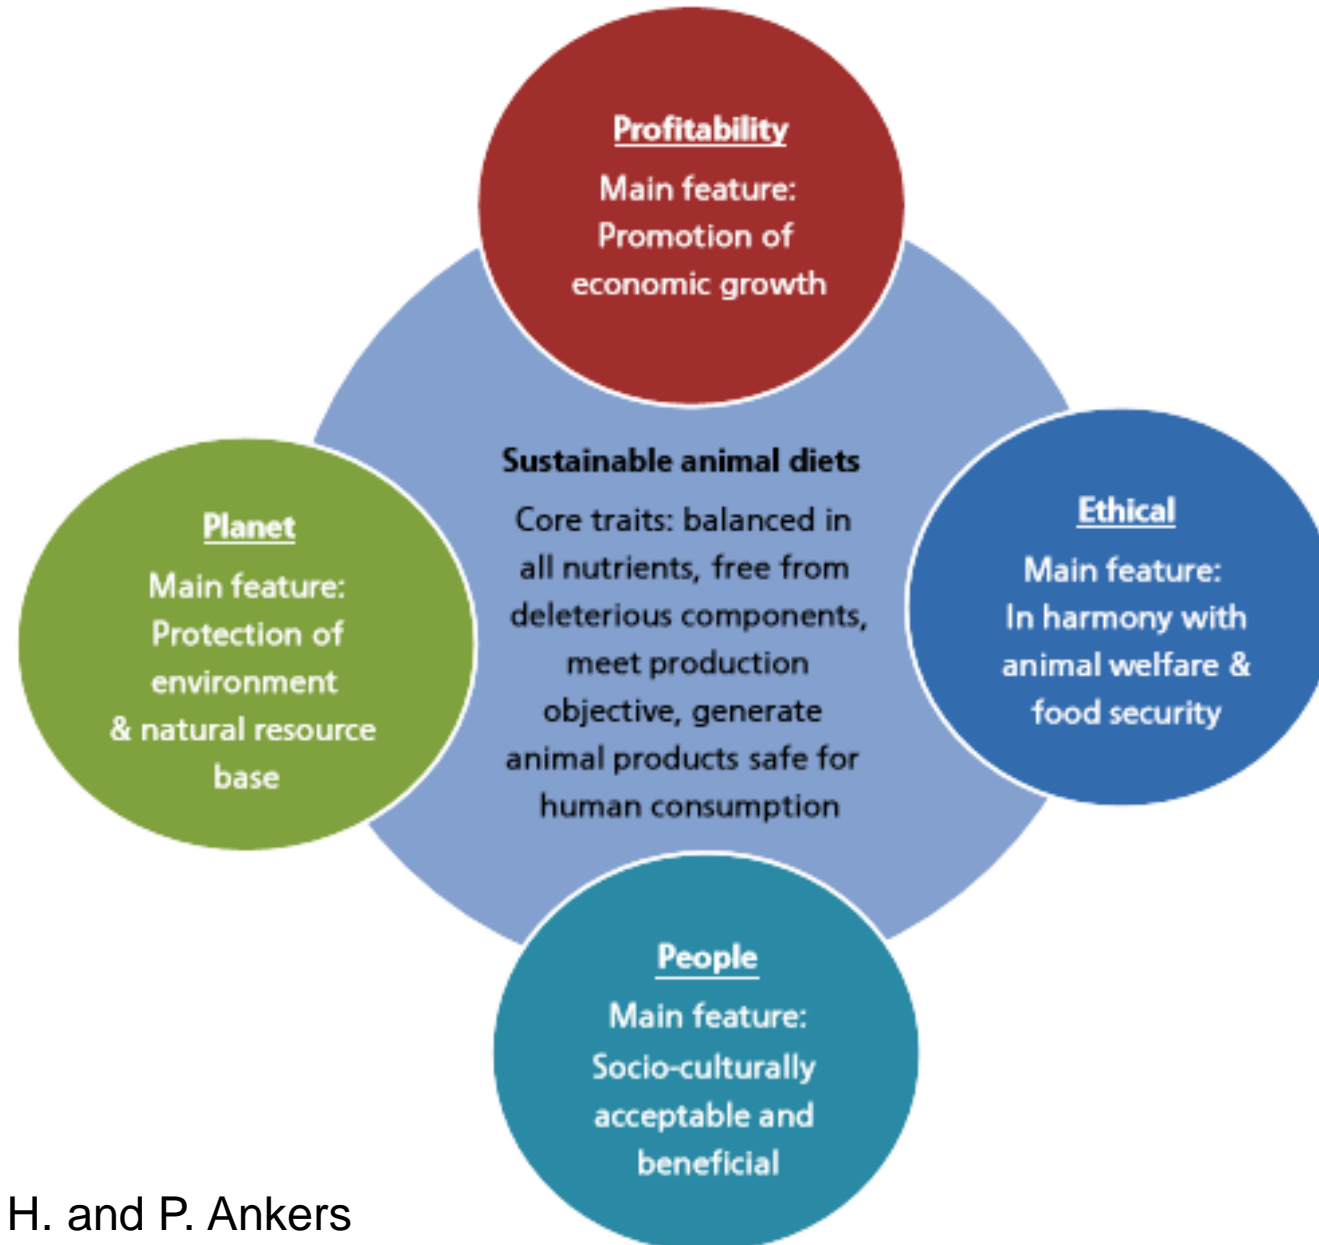 Profitability
Main feature:
Promotion of
economic growth
Sustainable animal diets
Core traits: balanced in
all nutrients, free from
deleterious components,
meet production
objective, generate
animal products safe for
human consumption
Planet
Main feature:
Protection of
environment
& natural resource
base
Ethical
Main feature:
In harmony with
animal welfare &
food security
People
Main feature:
Socio-culturally
acceptable and
beneficial
H. and P. Ankers